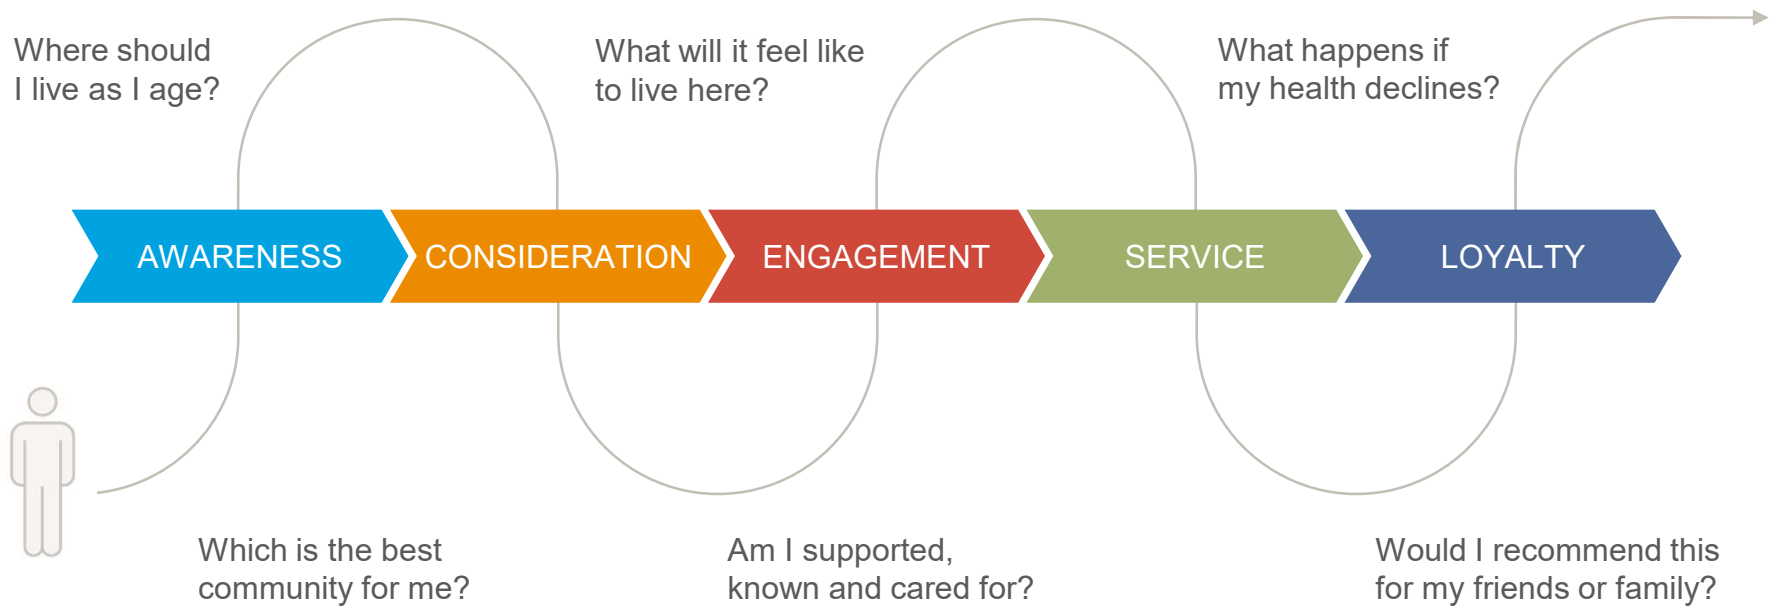 Where should
I live as I age?
What will it feel like
to live here?
What happens if
my health declines?
AWARENESS
CONSIDERATION
ENGAGEMENT
SERVICE
LOYALTY
Which is the best
community for me?
Am I supported,
known and cared for?
Would I recommend this
for my friends or family?